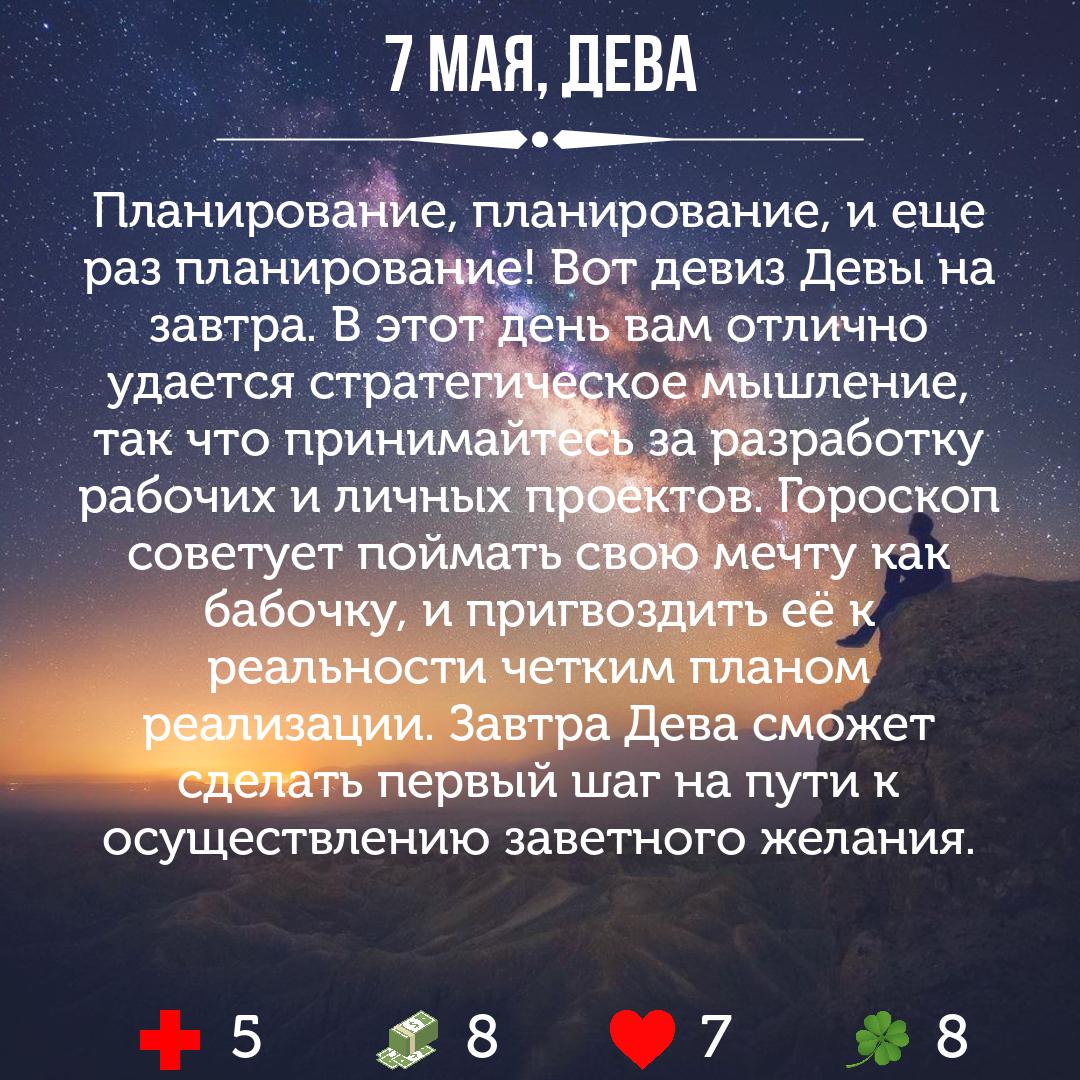 7 МАЯ, ДЕВА
Планирование, планирование, и еще
раз планирование! Вот девиз Девы на
завтра. В этот день вам отлично
удается стратегическое мышление,
так что принимайтесь за разработку
рабочих и личных проектов. Гороскоп
советует поймать свою мечту как
бабочку, и пригвоздить её к
реальности четким планом
реализации. Завтра Дева сможет
сделать первый шаг на пути к
осуществлению заветного желания.
5 8 7 8